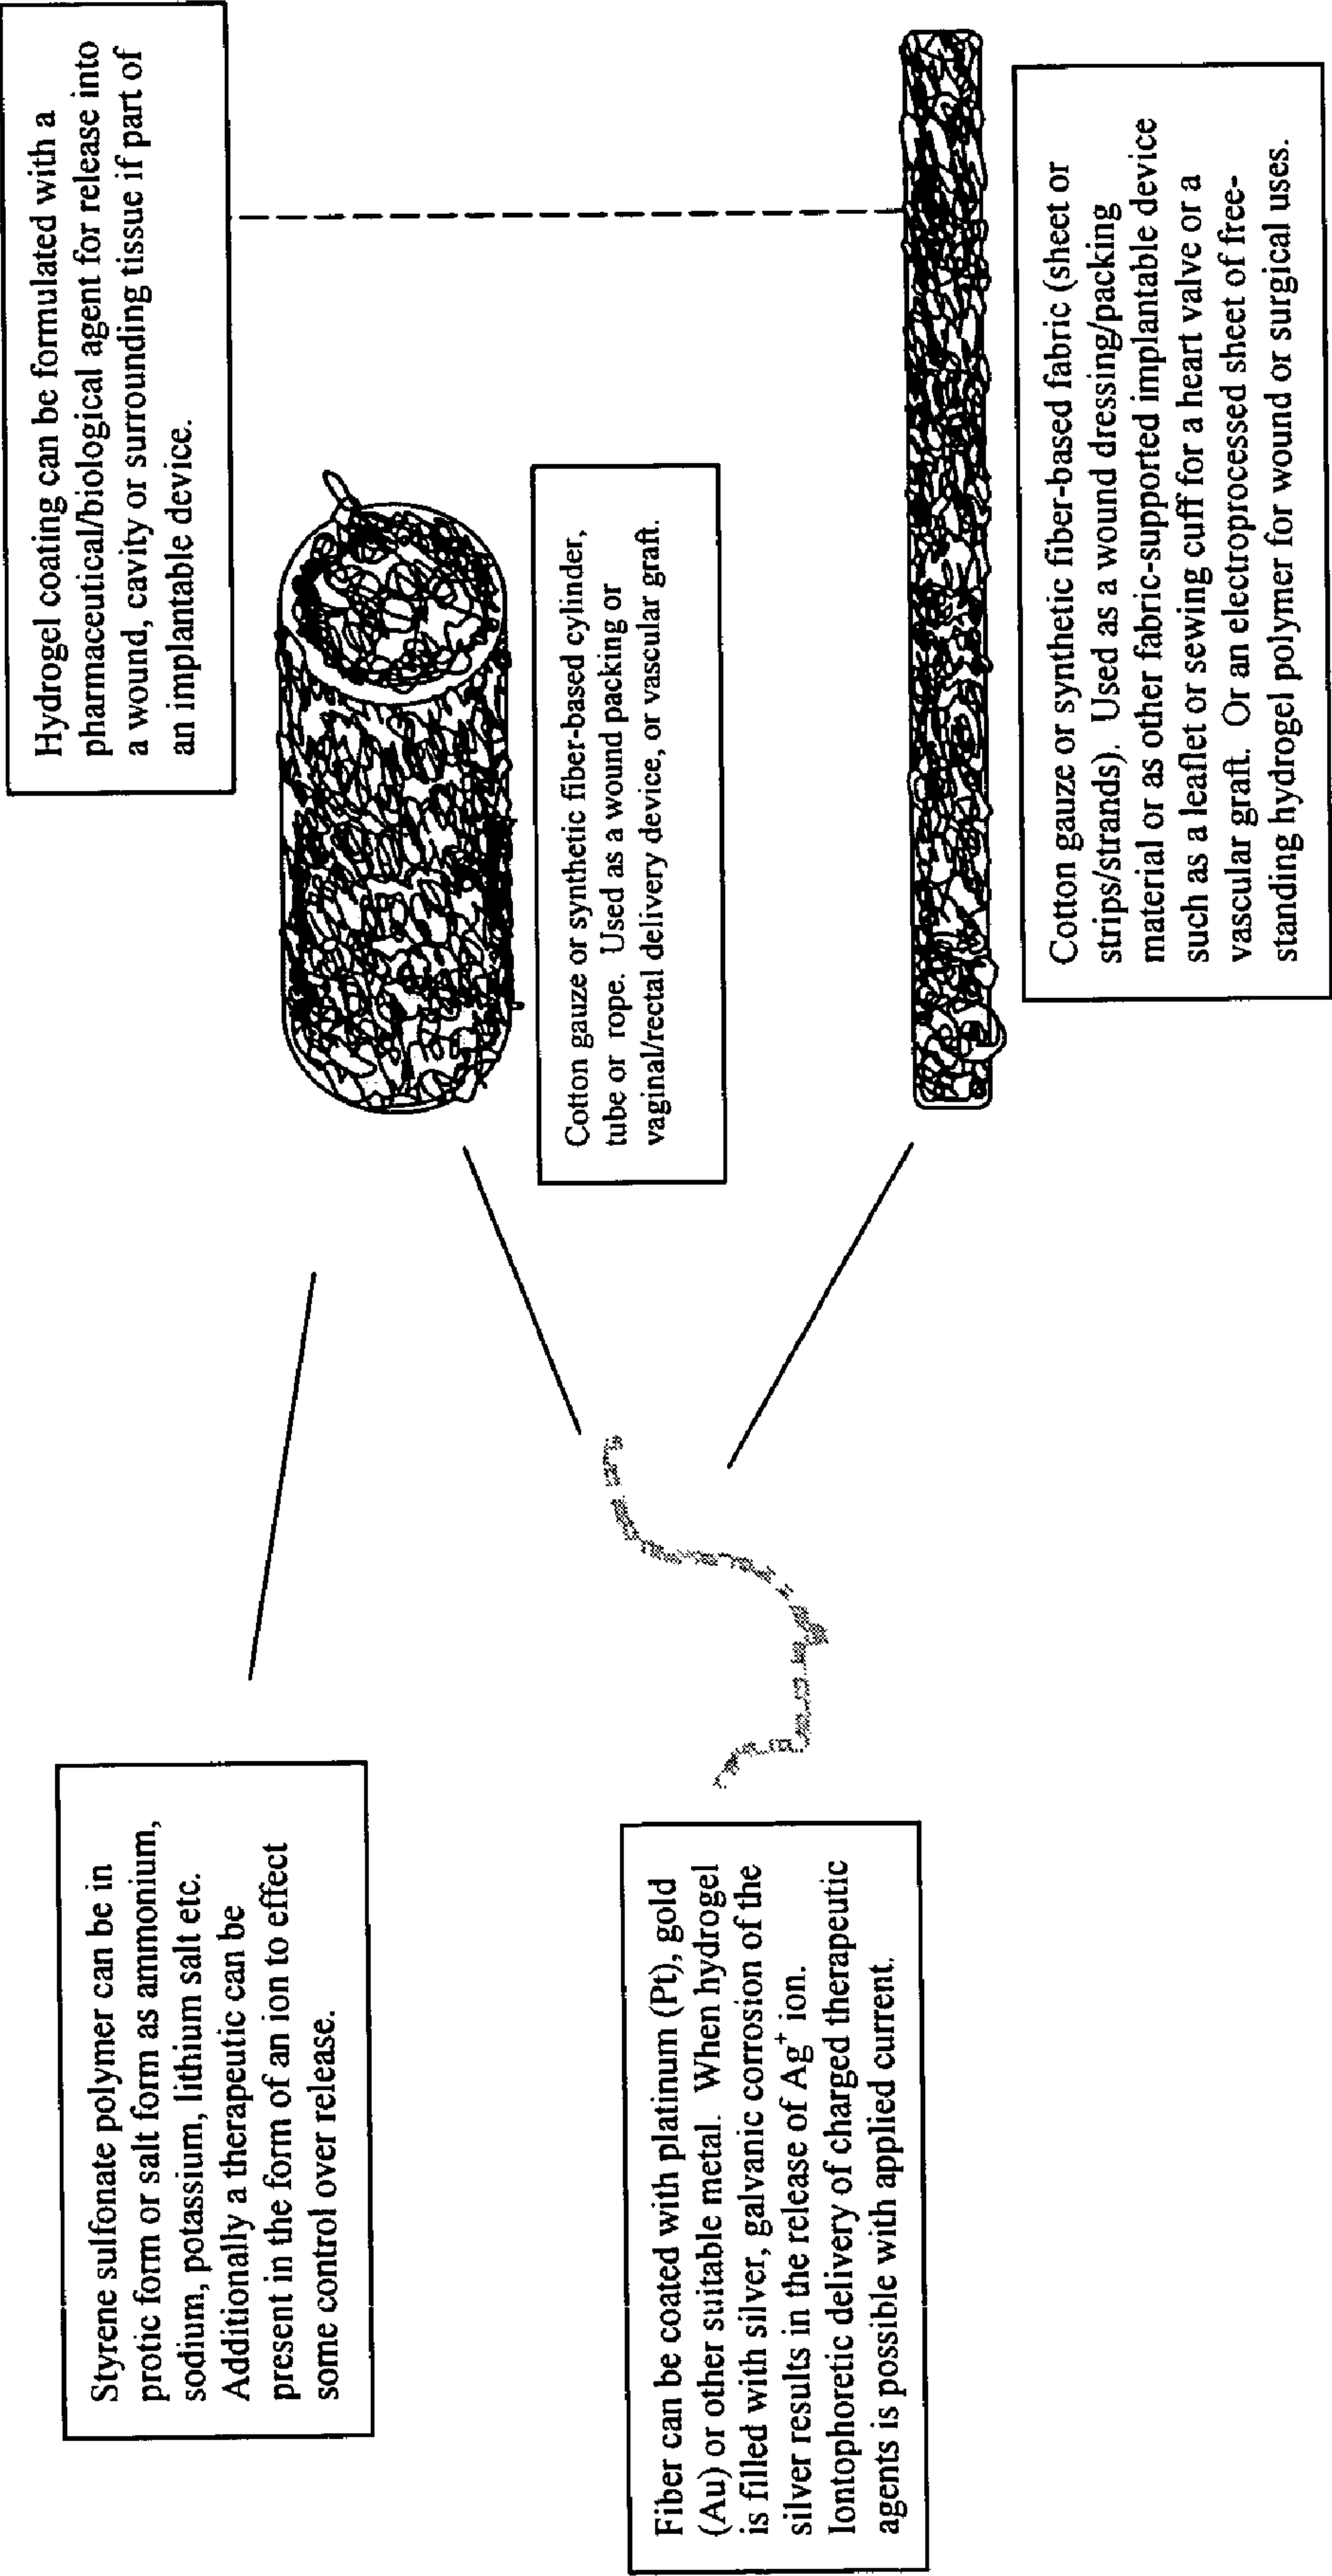 Styrene sulfonate polymer can be in
protic form or salt form as ammonium,
sodium, potassium, lithium salt etc.
Additionally a therapeutic can be
present in the form of an ion to effect
some control over release.
Hydrogel coating can be formulated with a
pharmaceutical/biological agent for release into
a wound, cavity or surrounding tissue if part of
an implantable device.
Cotton gauze or synthetic fiber-based cylinder,
tube or rope. Used as a wound packing or
vaginal/rectal delivery device, or vascular graft.
Fiber can be coated with platinum (Pt), gold
(Au) or other suitable metal. When hydrogel
is filled with silver, galvanic corrosion of the
silver results in the release of Ag⁺ ion.
Iontophoretic delivery of charged therapeutic
agents is possible with applied current.
Cotton gauze or synthetic fiber-based fabric (sheet or
strips/strands). Used as a wound dressing/packing
material or as other fabric-supported implantable device
such as a leaflet or sewing cuff for a heart valve or a
vascular graft. Or an electroprocessed sheet of free-
standing hydrogel polymer for wound or surgical uses.